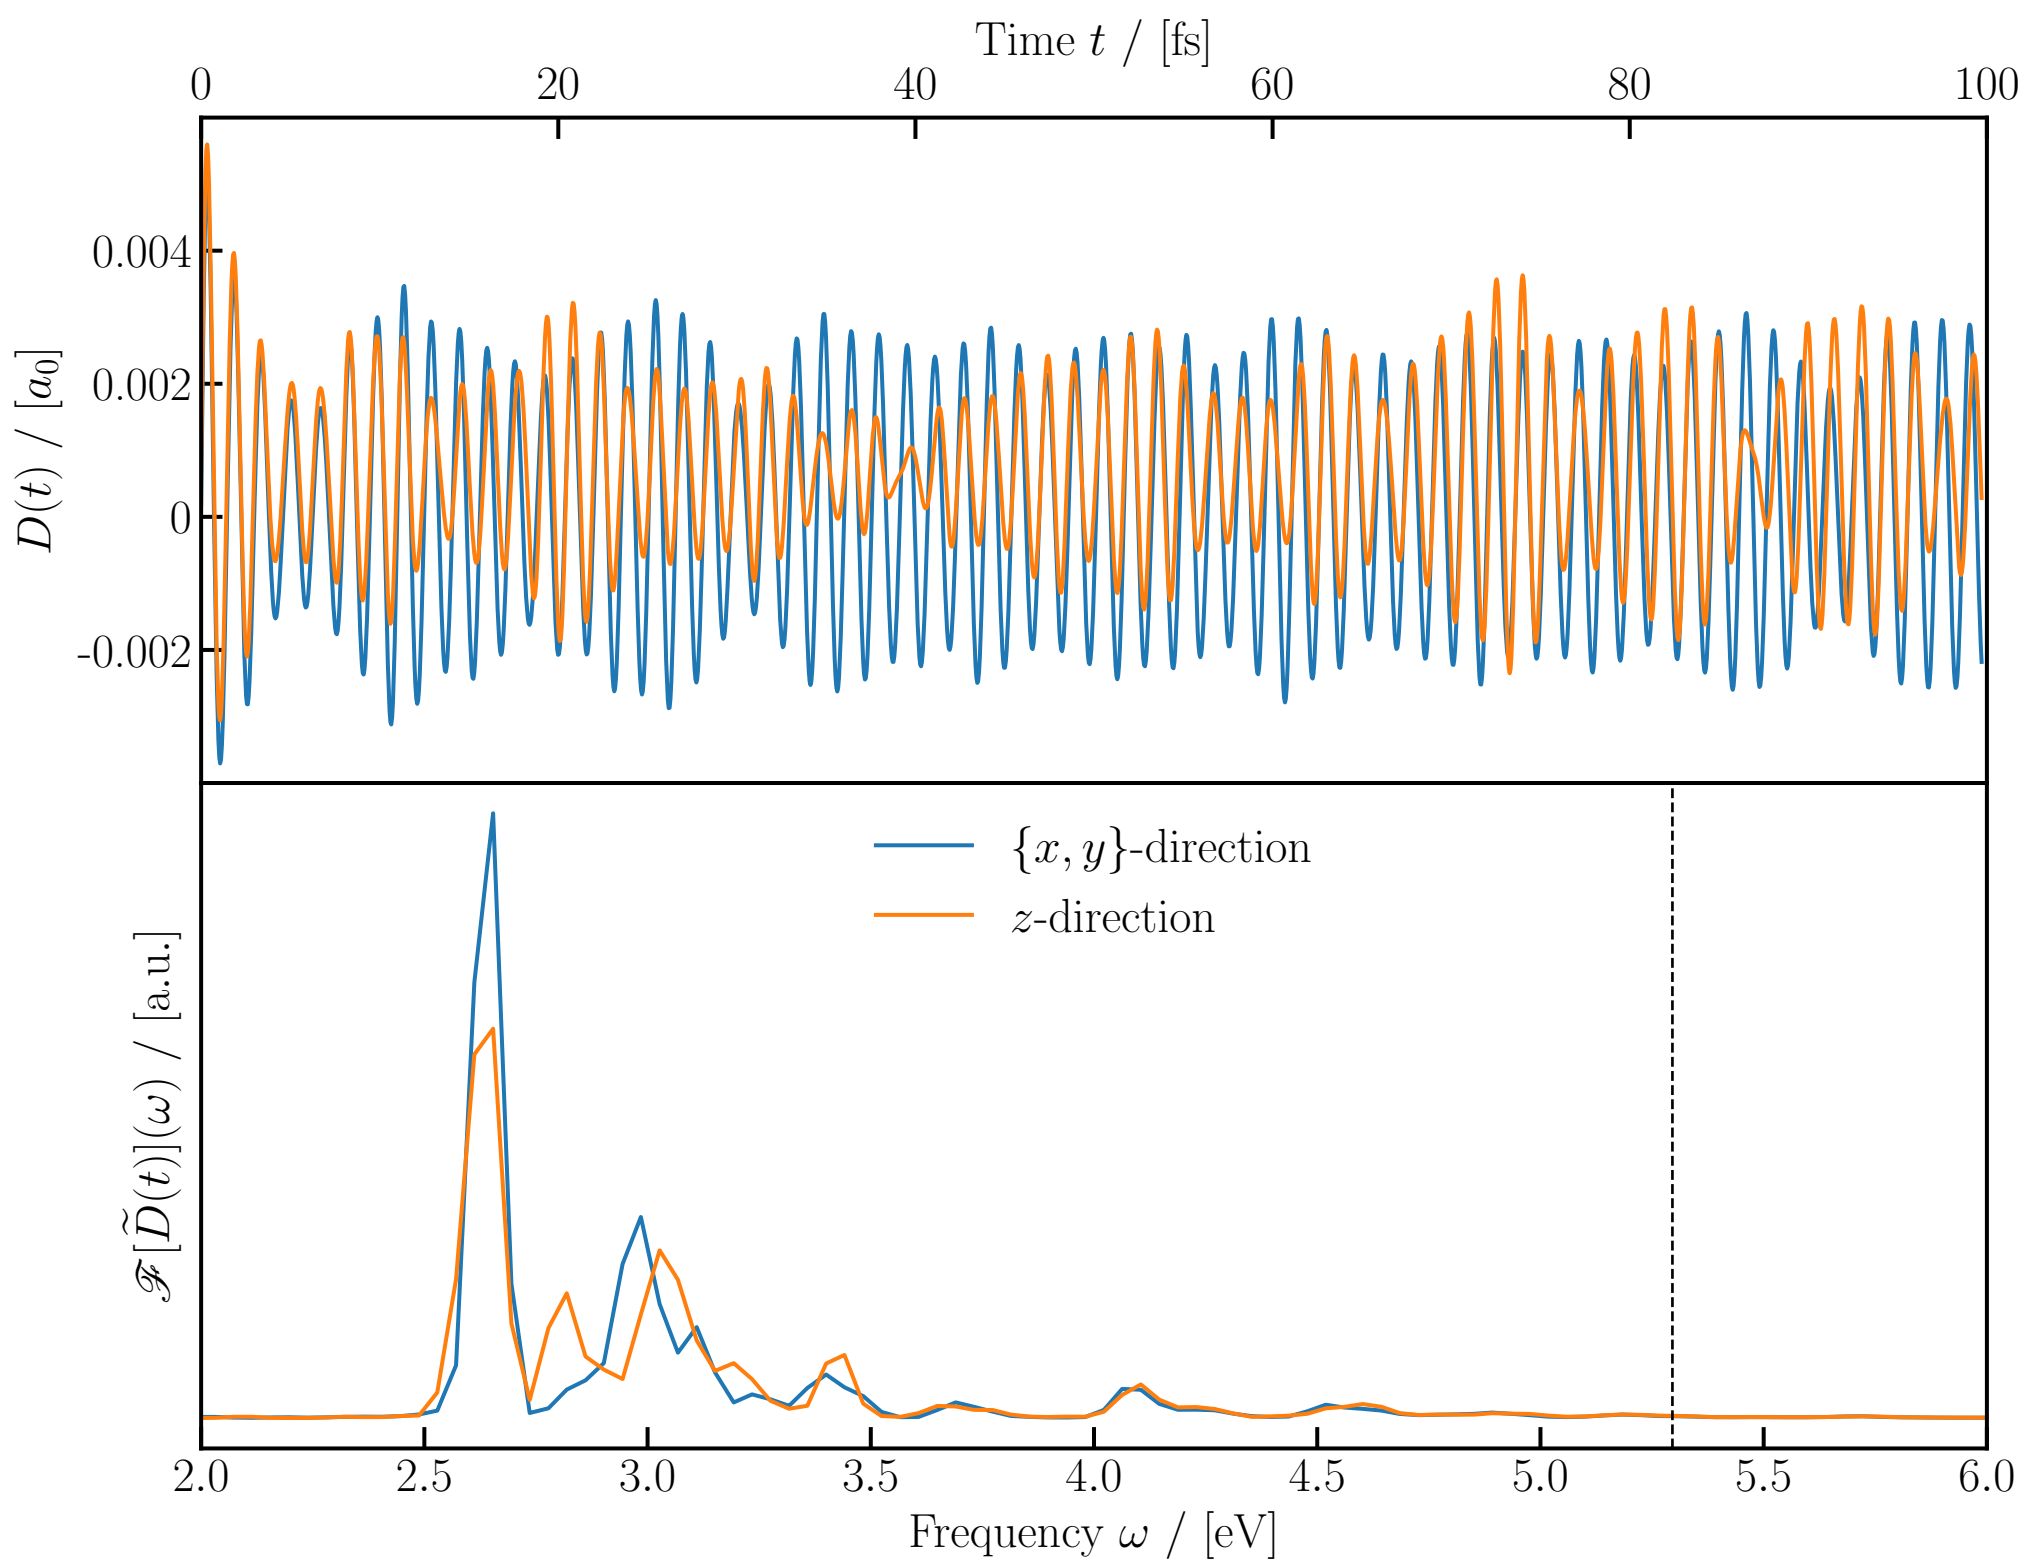 Time t / [fs]
0 20 40 60 80 100
D(t) / [a₀]
0.004
0.002
0
-0.002
{x, y}-direction
z-direction
ℱ[D̃(t)](ω) / [a.u.]
2.0 2.5 3.0 3.5 4.0 4.5 5.0 5.5 6.0
Frequency ω / [eV]